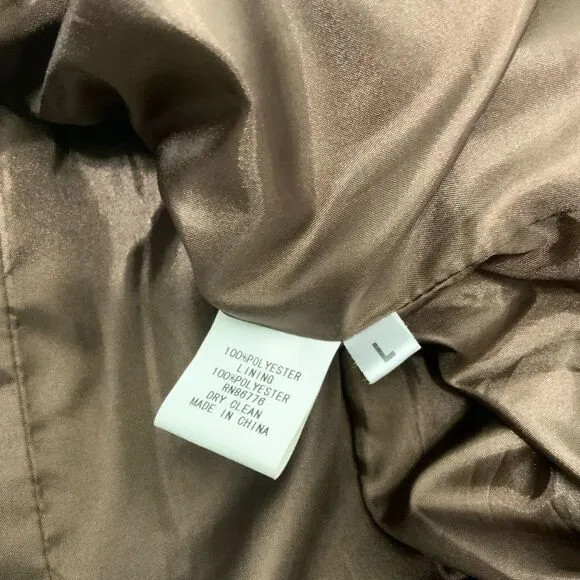 100%POLYESTER
LINING
100%POLYESTER
RN86776
DRY CLEAN
MADE IN CHINA
L